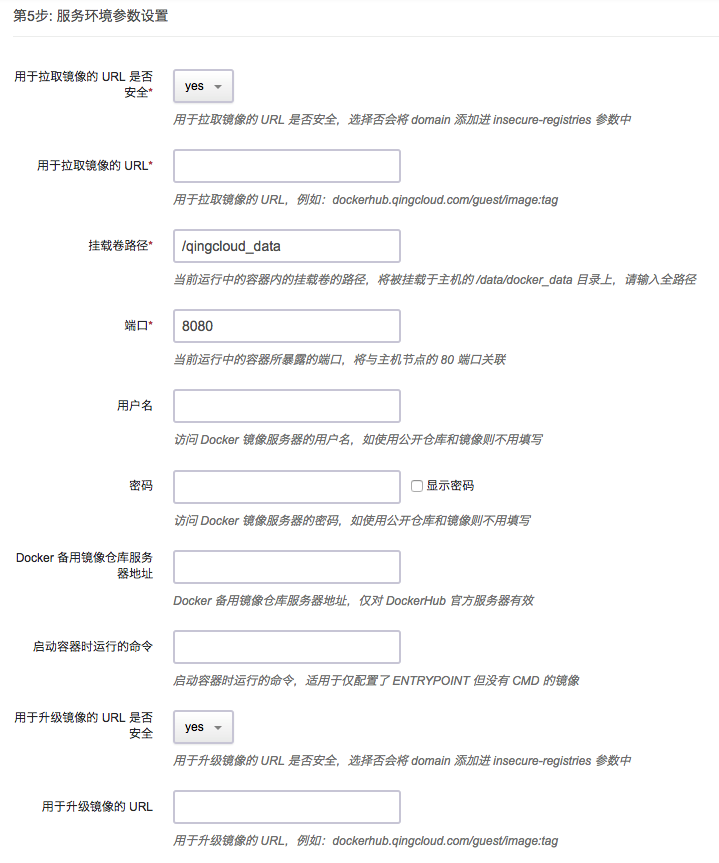 第5步: 服务环境参数设置
用于拉取镜像的 URL 是否
安全*
yes
用于拉取镜像的 URL 是否安全，选择否会将 domain 添加进 insecure-registries 参数中
用于拉取镜像的 URL*
用于拉取镜像的 URL，例如：dockerhub.qingcloud.com/guest/image:tag
挂载卷路径*
/qingcloud_data
当前运行中的容器内的挂载卷的路径，将被挂载于主机的 /data/docker_data 目录上，请输入全路径
端口*
8080
当前运行中的容器所暴露的端口，将与主机节点的 80 端口关联
用户名
访问 Docker 镜像服务器的用户名，如使用公开仓库和镜像则不用填写
密码
显示密码
访问 Docker 镜像服务器的密码，如使用公开仓库和镜像则不用填写
Docker 备用镜像仓库服务
器地址
Docker 备用镜像仓库服务器地址，仅对 DockerHub 官方服务器有效
启动容器时运行的命令
启动容器时运行的命令，适用于仅配置了 ENTRYPOINT 但没有 CMD 的镜像
用于升级镜像的 URL 是否
安全
yes
用于升级镜像的 URL 是否安全，选择否会将 domain 添加进 insecure-registries 参数中
用于升级镜像的 URL
用于升级镜像的 URL，例如：dockerhub.qingcloud.com/guest/image:tag